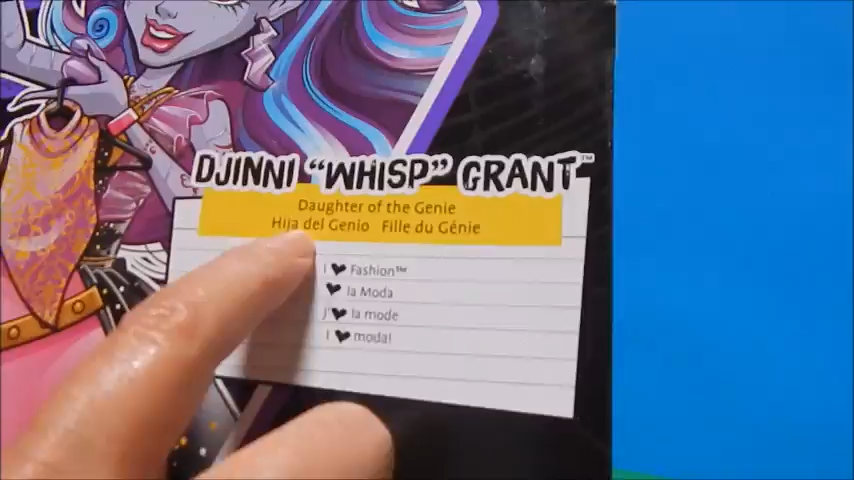 DJINNI "WHISP" GRANT™
Daughter of the Genie
Hija del Genio Fille du Génie
I ♥ Fashion™
♥ la Moda
j'♥ la mode
I ♥ moda!